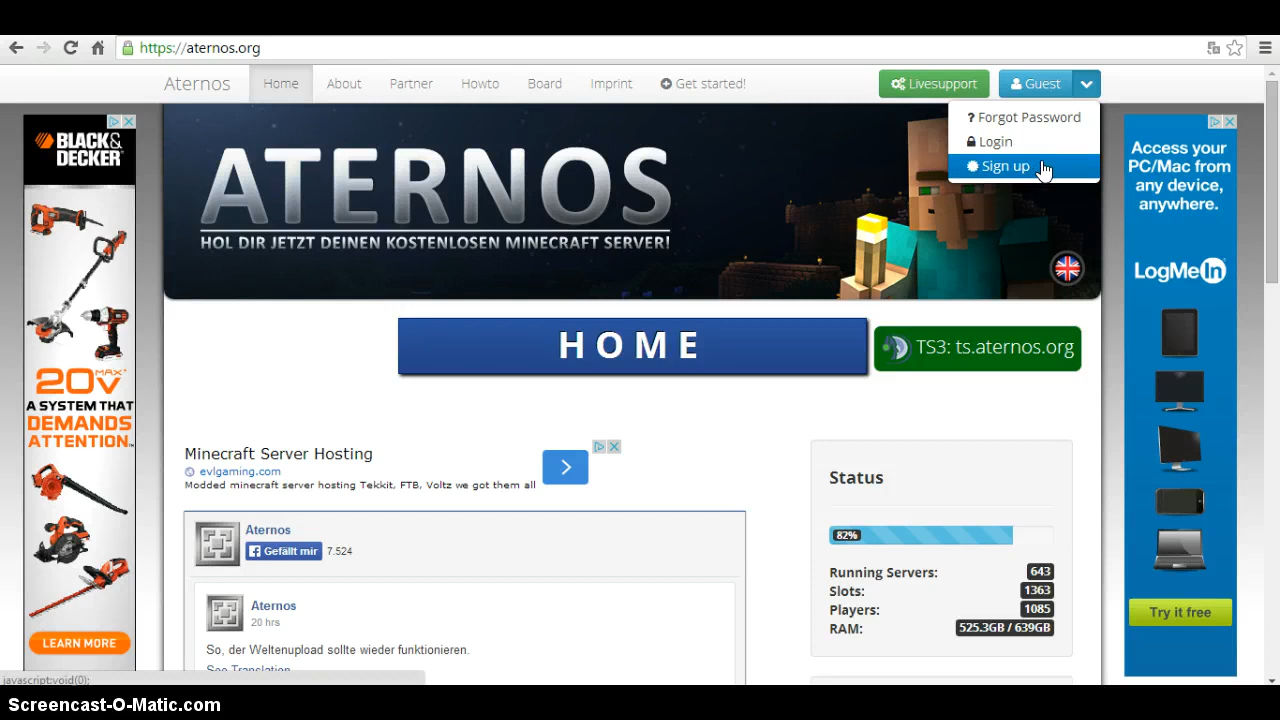 https://aternos.org
Aternos Home About Partner Howto Board Imprint Get started! Livesupport Guest
? Forgot Password
Login
Sign up
BLACK&
DECKER
20V MAX*
A SYSTEM THAT
DEMANDS
ATTENTION.
LEARN MORE
ATERNOS
HOL DIR JETZT DEINEN KOSTENLOSEN MINECRAFT SERVER!
HOME
TS3: ts.aternos.org
Minecraft Server Hosting
evlgaming.com
Modded minecraft server hosting Tekkit, FTB, Voltz we got them all
Aternos
Gefällt mir 7.524
Aternos
20 hrs
So, der Weltenupload sollte wieder funktionieren.
See Translation
Status
82%
Running Servers: 643
Slots: 1363
Players: 1085
RAM: 525.3GB / 639GB
Access your
PC/Mac from
any device,
anywhere.
LogMeIn
Try it free
javascript:void(0);
Screencast-O-Matic.com